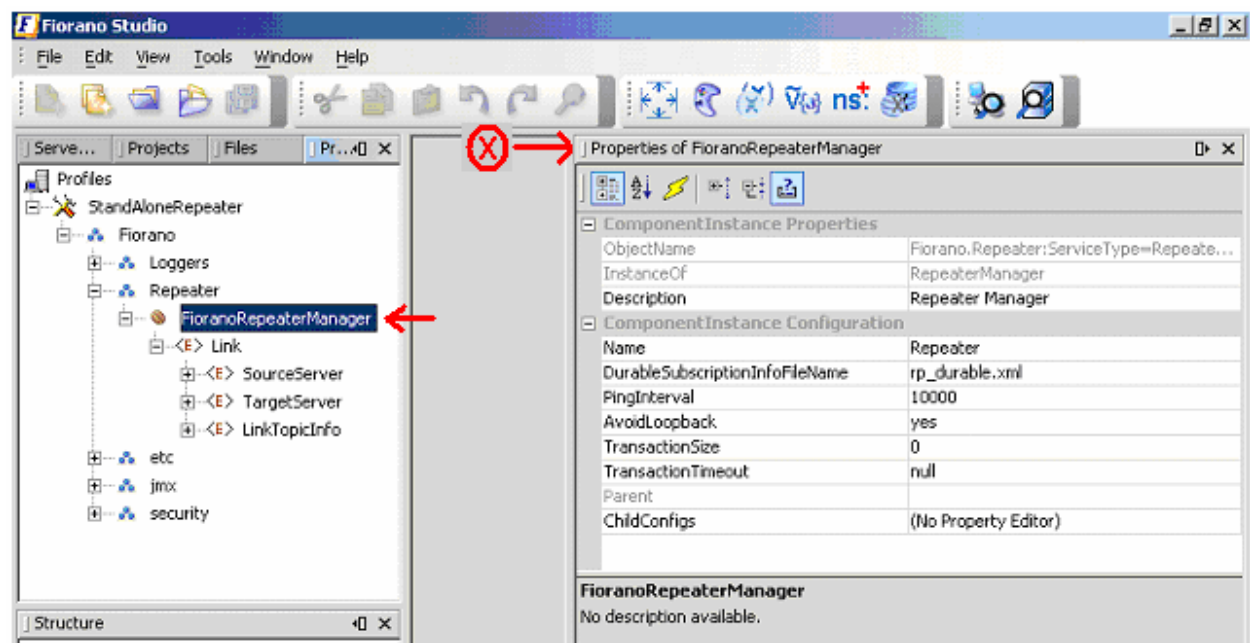 Fiorano Studio
File Edit View Tools Window Help
ns:
Serve... Projects Files Pr...
X
Properties of FioranoRepeaterManager
Profiles
StandAloneRepeater
Fiorano
Loggers
Repeater
FioranoRepeaterManager
<E> Link
<E> SourceServer
<E> TargetServer
<E> LinkTopicInfo
etc
jmx
security
Structure
ComponentInstance Properties
ObjectName Fiorano.Repeater:ServiceType=Repeate...
InstanceOf RepeaterManager
Description Repeater Manager
ComponentInstance Configuration
Name Repeater
DurableSubscriptionInfoFileName rp_durable.xml
PingInterval 10000
AvoidLoopback yes
TransactionSize 0
TransactionTimeout null
Parent
ChildConfigs (No Property Editor)
FioranoRepeaterManager
No description available.